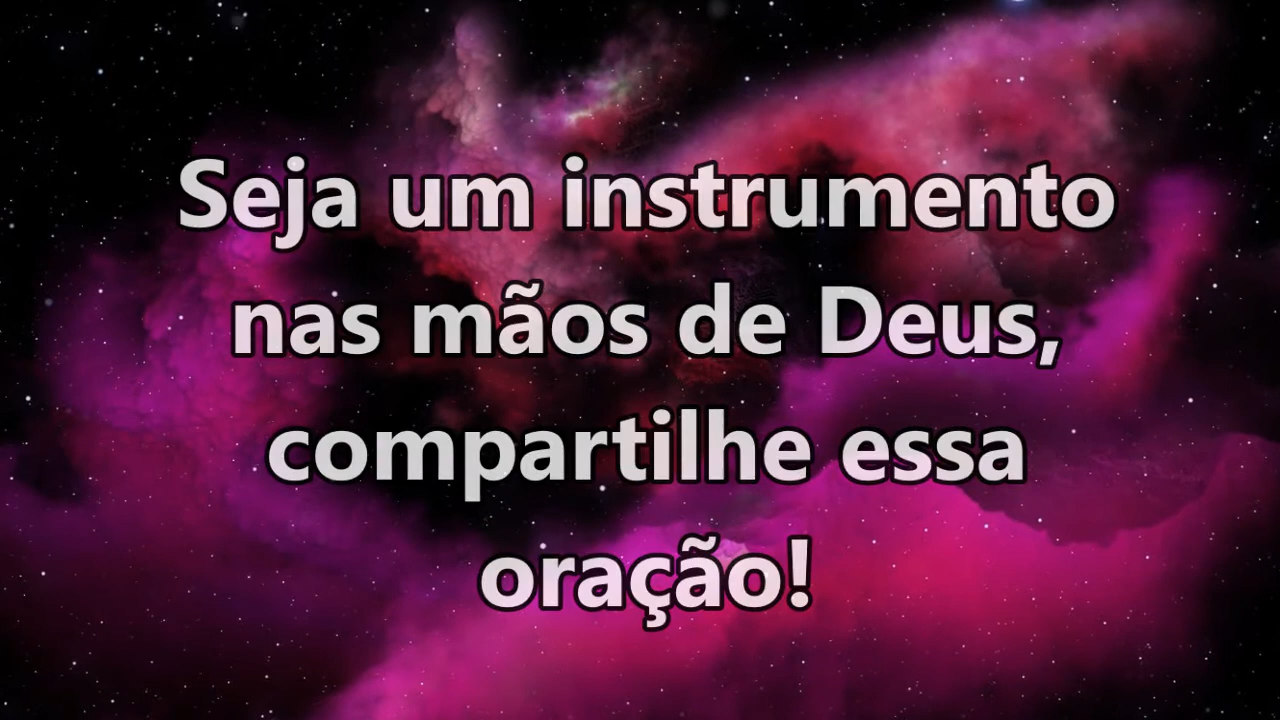 Seja um instrumento
nas mãos de Deus,
compartilhe essa
oração!